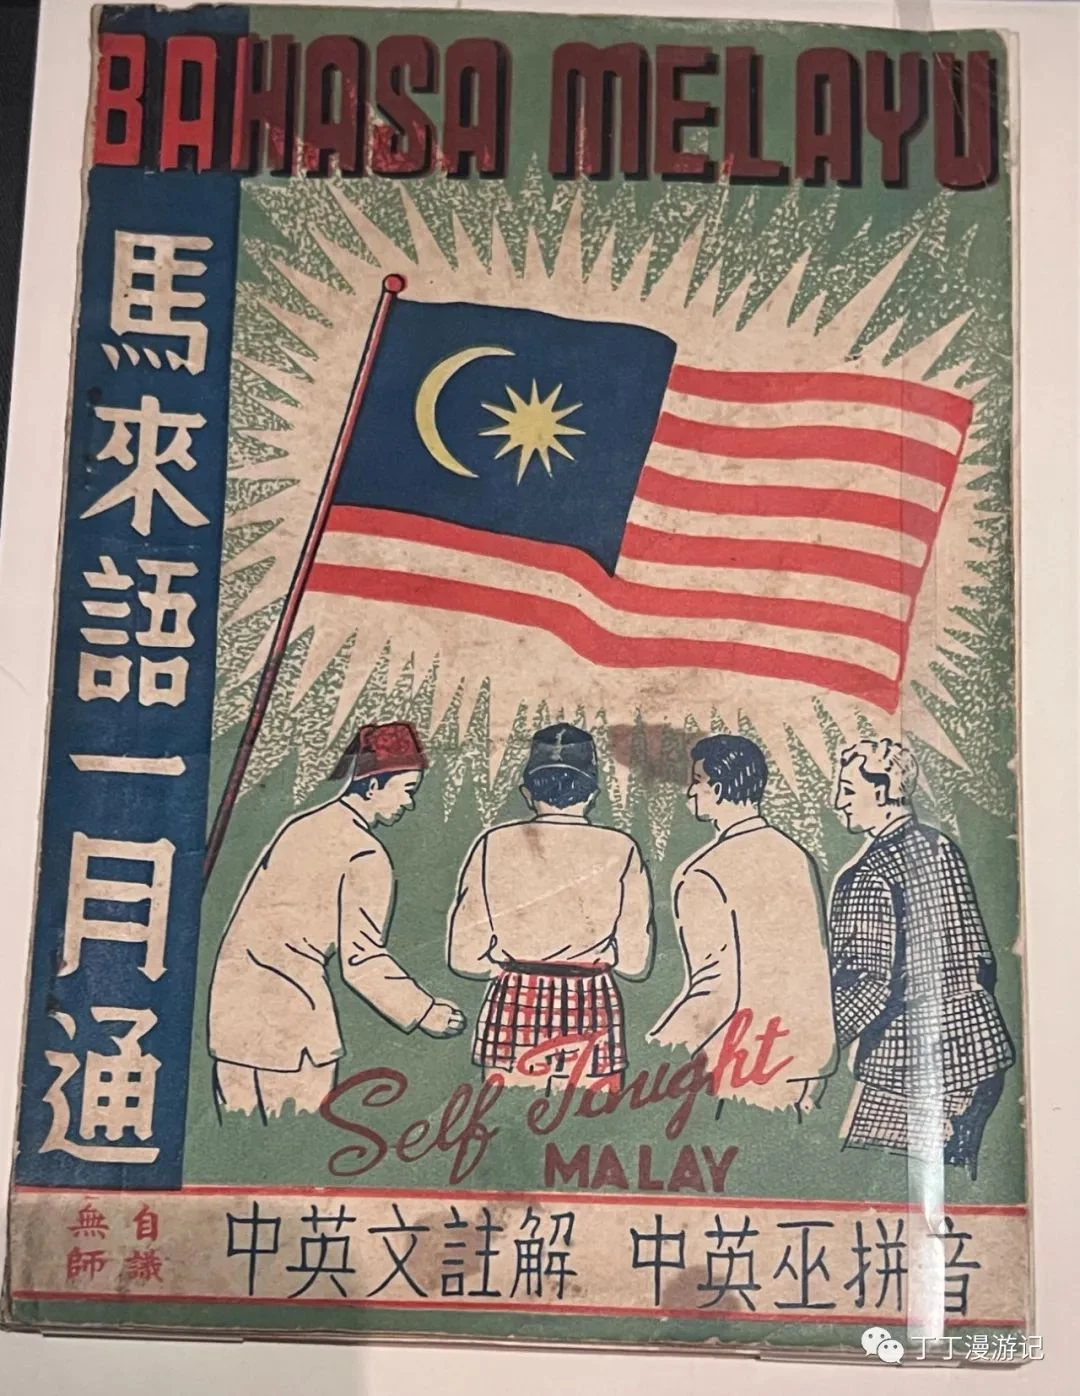 BAHASA MELAYU
馬來語一月通
Self Taught
MALAY
無師
自識
中英文註解 中英巫拼音
丁丁漫游记